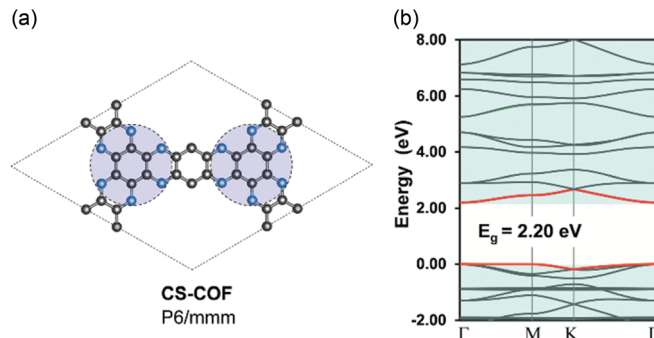 (a)
CS-COF
P6/mmm
(b)
Energy (eV)
8.00
6.00
4.00
2.00
0.00
-2.00
E_g = 2.20 eV
Γ M K